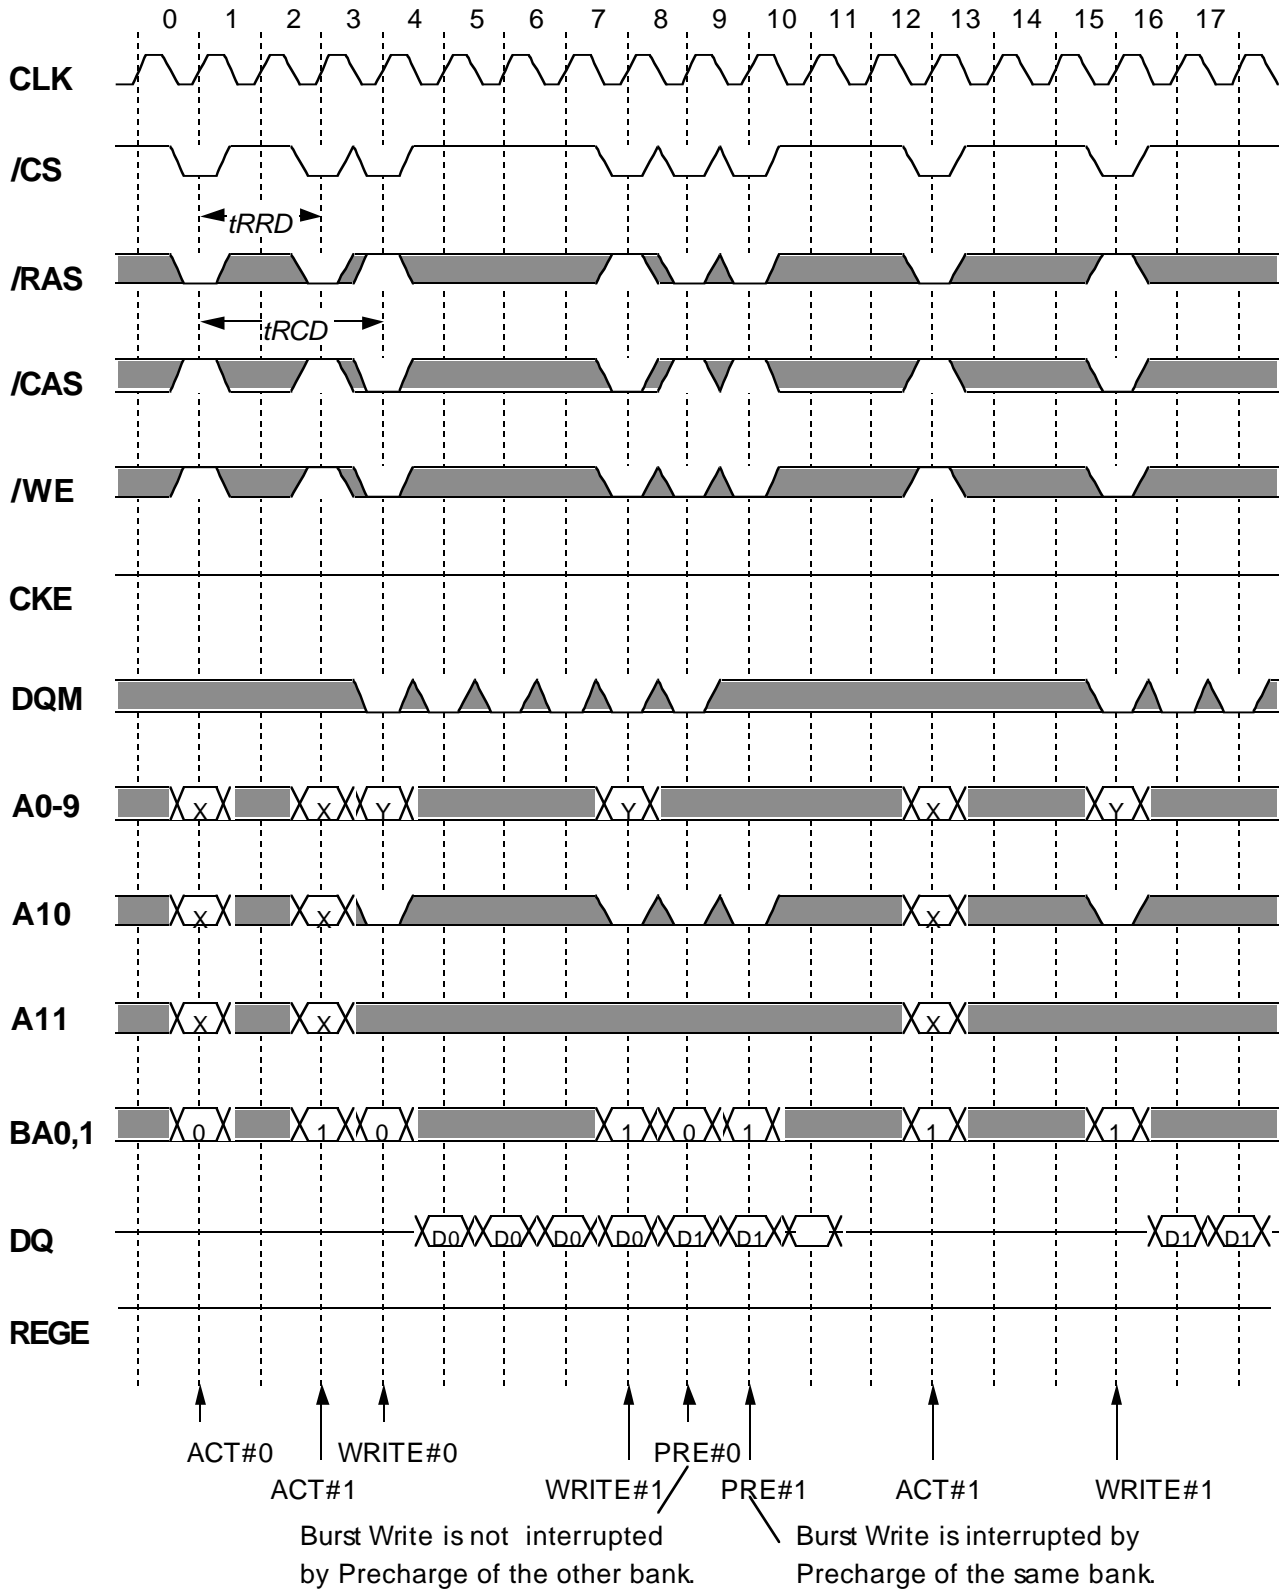 0 1 2 3 4 5 6 7 8 9 10 11 12 13 14 15 16 17
CLK
/CS
tRRD
/RAS
tRCD
/CAS
/WE
CKE
DQM
A0-9 X X Y Y X Y
A10 X X X
A11 X X X
BA0,1 0 1 0 1 0 1 1 1
DQ D0 D0 D0 D0 D1 D1 D1 D1
REGE
ACT#0 WRITE#0 PRE#0
ACT#1 WRITE#1 PRE#1 ACT#1 WRITE#1
Burst Write is not interrupted
by Precharge of the other bank.
Burst Write is interrupted by
Precharge of the same bank.